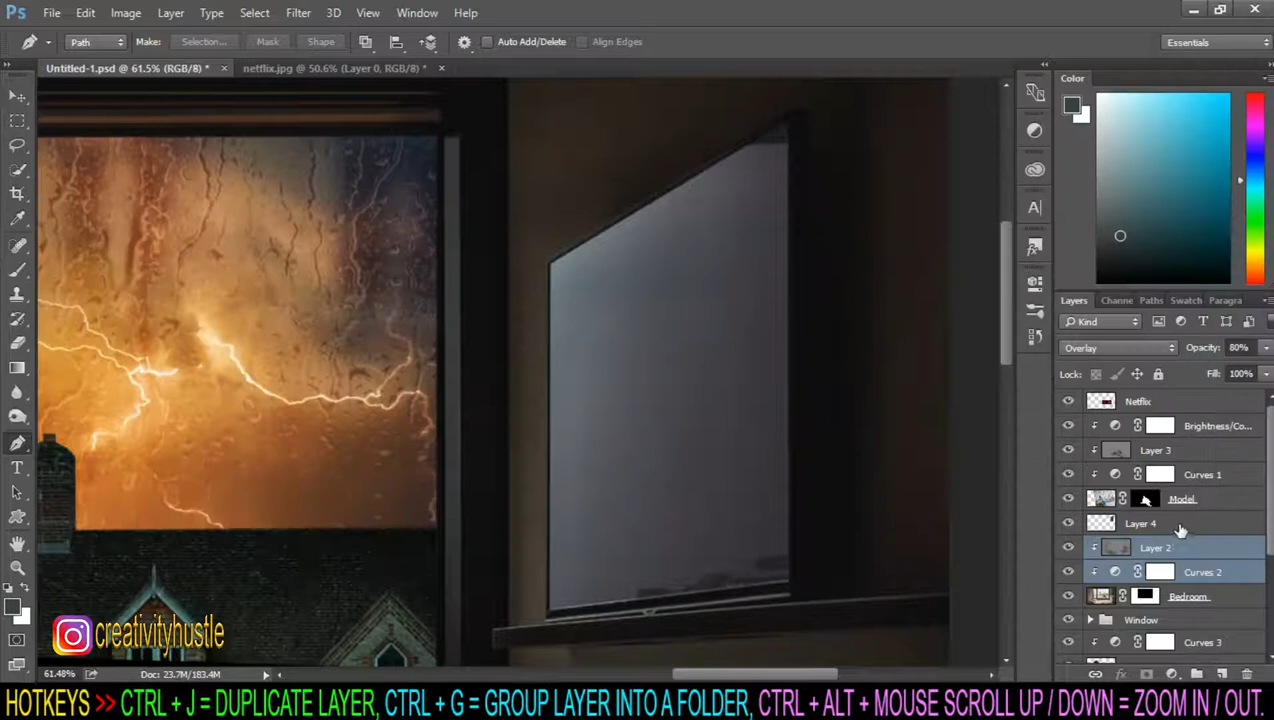 Ps File Edit Image Layer Type Select Filter 3D View Window Help
Path Make: Selection... Mask Shape Auto Add/Delete Align Edges Essentials
Untitled-1.psd @ 61.5% (RGB/8) * × netflix.jpg @ 50.6% (Layer 0, RGB/8) * ×
Color
Layers Channe Paths Swatch Paragra
Kind
Overlay Opacity: 80%
Lock: Fill: 100%
Netflix
Brightness/Co...
Layer 3
Curves 1
Model
Layer 4
Layer 2
Curves 2
Bedroom
Window
Curves 3
creativityhustle
61.48% Doc: 23.7M/183.4M
HOTKEYS >> CTRL + J = DUPLICATE LAYER, CTRL + G = GROUP LAYER INTO A FOLDER, CTRL + ALT + MOUSE SCROLL UP / DOWN = ZOOM IN / OUT.